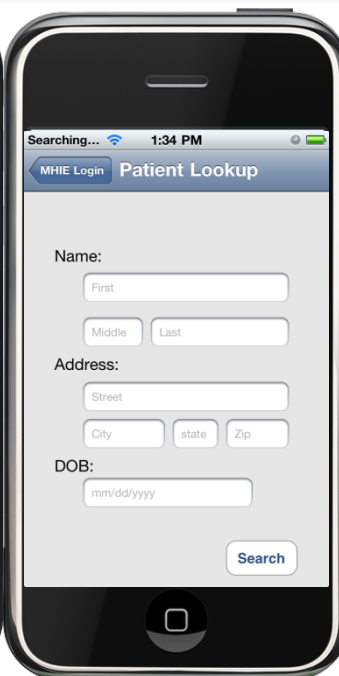 Searching... 1:34 PM
MHIE Login Patient Lookup
Name:
First
Middle Last
Address:
Street
City state Zip
DOB:
mm/dd/yyyy
Search